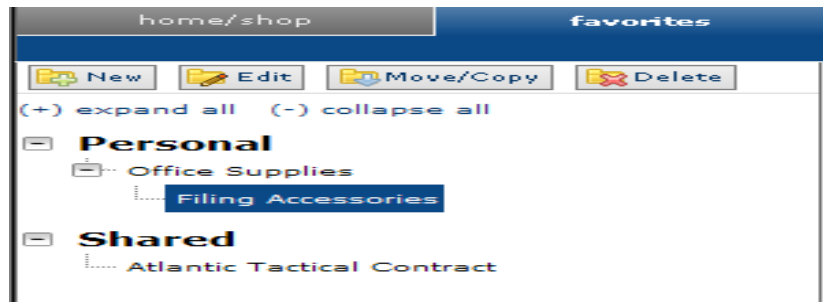 home/shop favorites
New Edit Move/Copy Delete
(+) expand all (-) collapse all
Personal
Office Supplies
Filing Accessories
Shared
Atlantic Tactical Contract